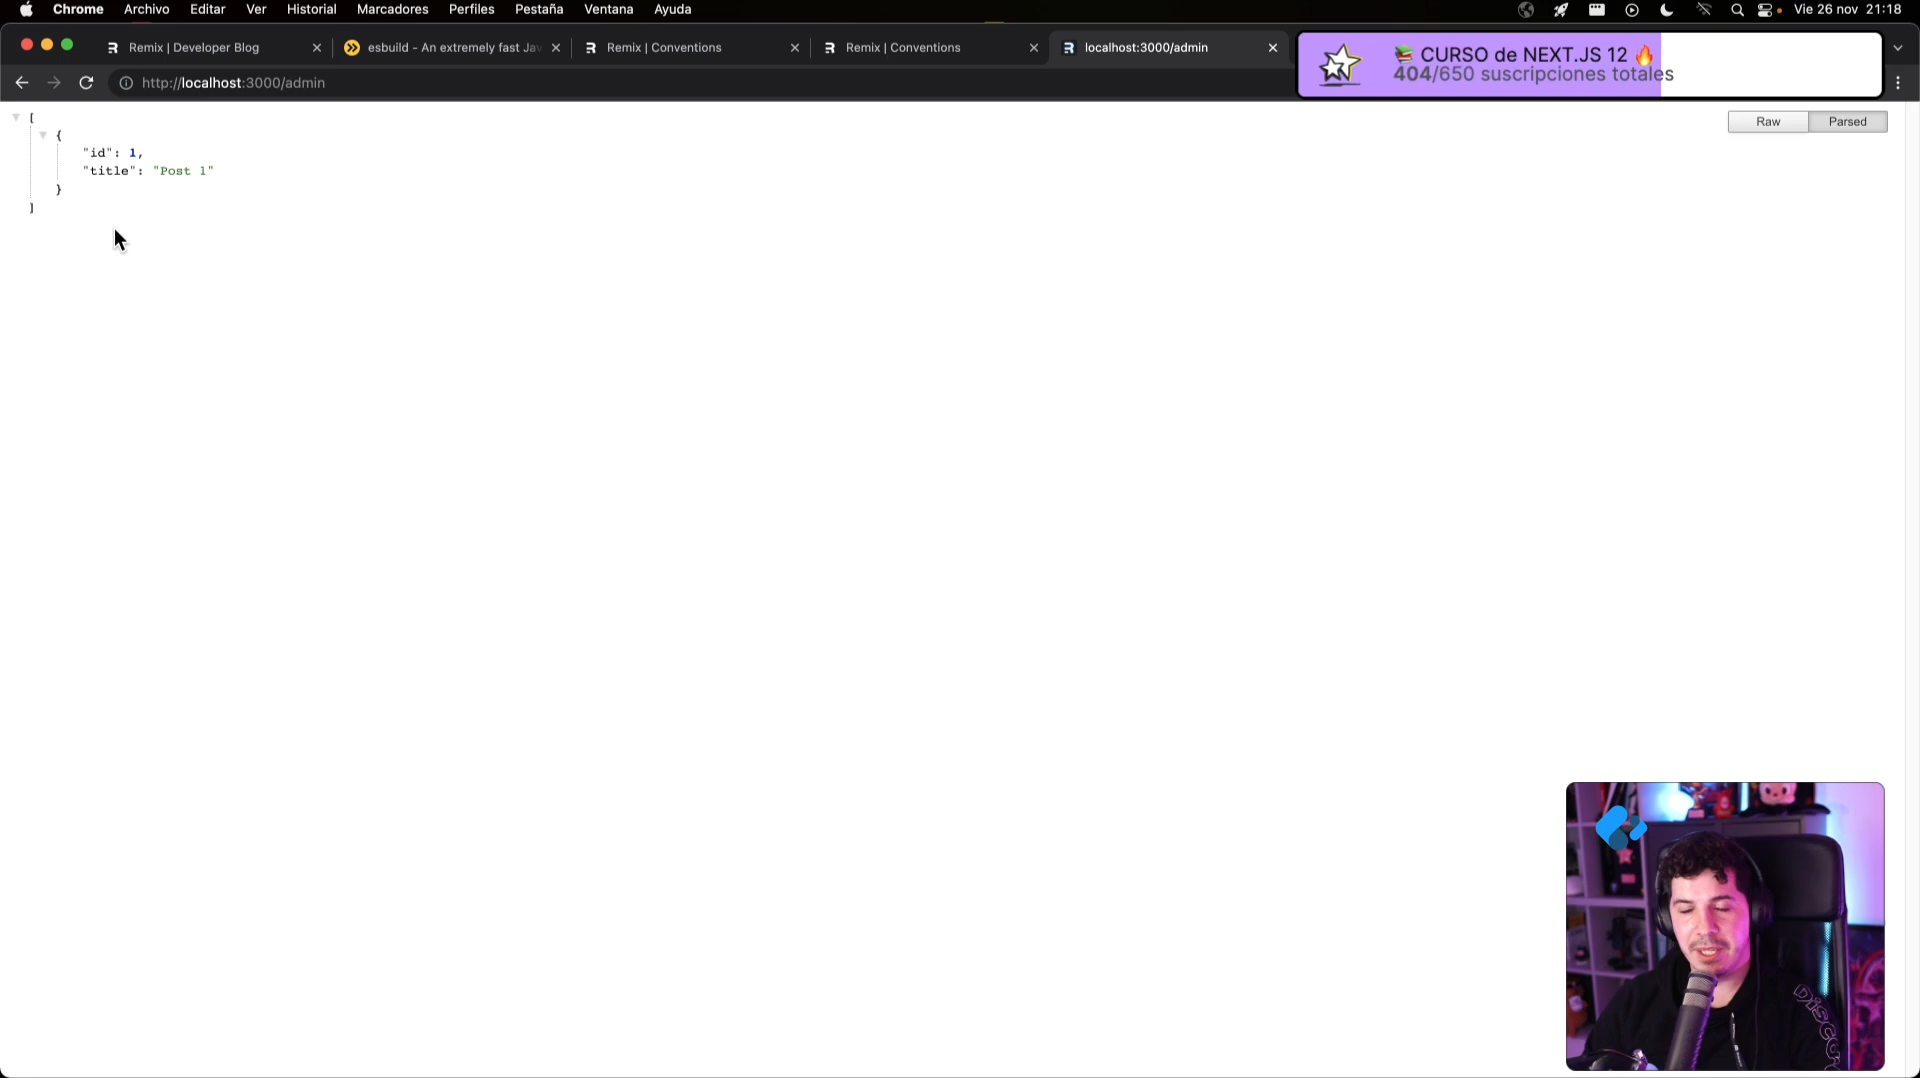 Chrome Archivo Editar Ver Historial Marcadores Perfiles Pestaña Ventana Ayuda Vie 26 nov 21:18
Remix | Developer Blog esbuild - An extremely fast Jav Remix | Conventions Remix | Conventions localhost:3000/admin
CURSO de NEXT.JS 12
404/650 suscripciones totales
http://localhost:3000/admin
Raw Parsed
[
{
"id": 1,
"title": "Post 1"
}
]